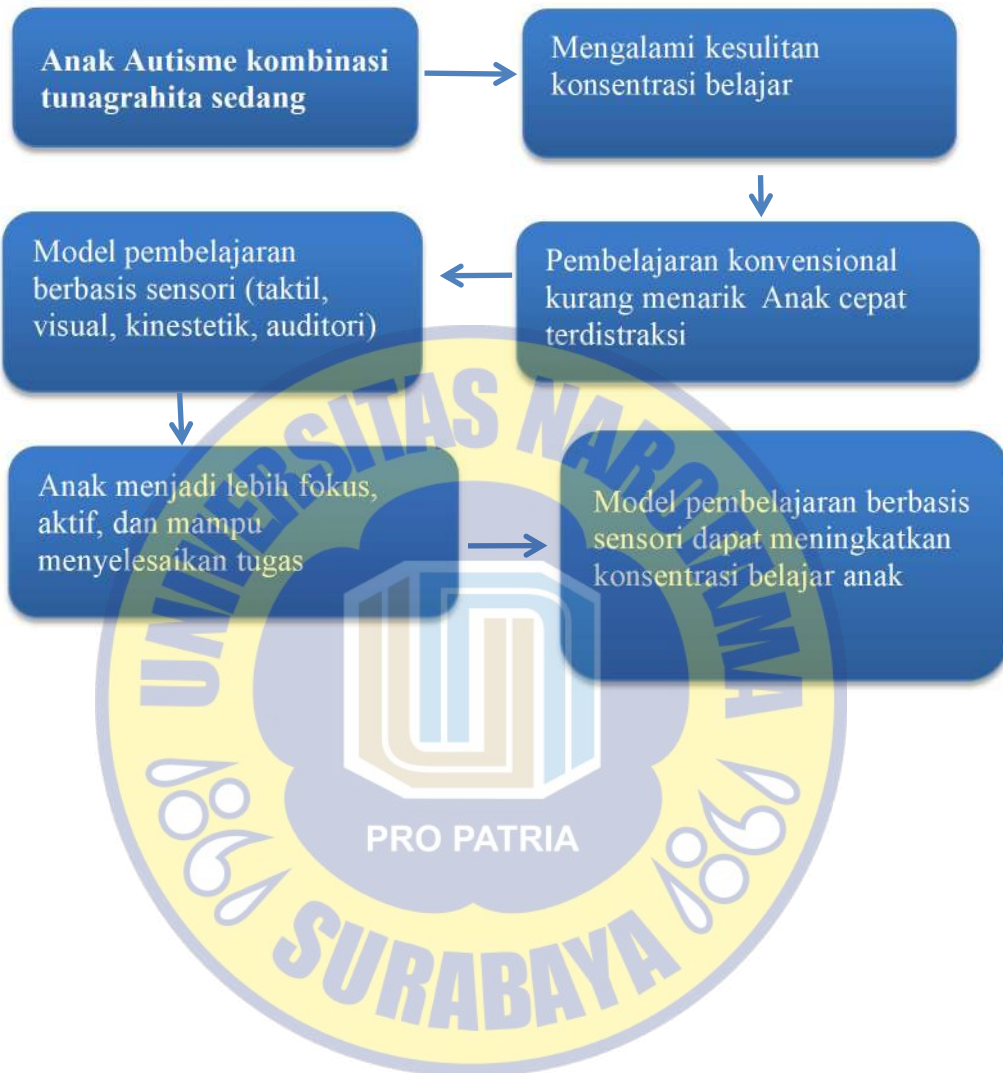 Anak Autisme kombinasi
tunagrahita sedang
Mengalami kesulitan
konsentrasi belajar
Pembelajaran konvensional
kurang menarik Anak cepat
terdistraksi
Model pembelajaran
berbasis sensori (taktil,
visual, kinestetik, auditori)
Anak menjadi lebih fokus,
aktif, dan mampu
menyelesaikan tugas
Model pembelajaran berbasis
sensori dapat meningkatkan
konsentrasi belajar anak
UNIVERSITAS NAROTAMA
PRO PATRIA
SURABAYA